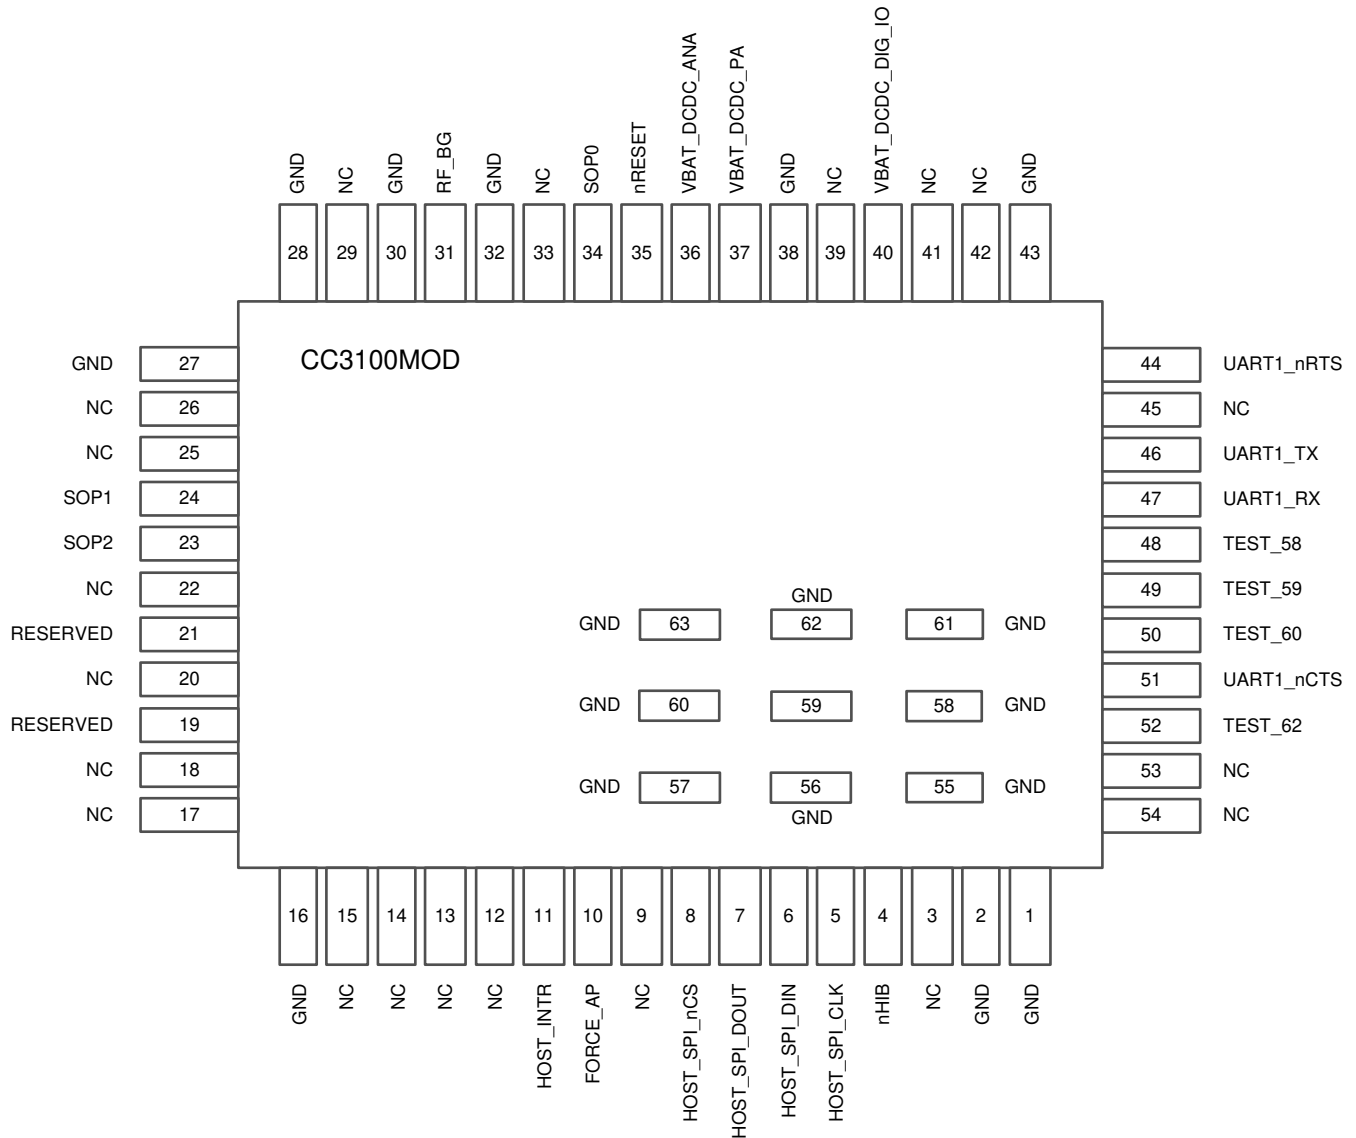 GND NC GND RF_BG GND NC SOP0 nRESET VBAT_DCDC_ANA VBAT_DCDC_PA GND NC VBAT_DCDC_DIG_IO NC NC GND
28 29 30 31 32 33 34 35 36 37 38 39 40 41 42 43
CC3100MOD
GND 27 44 UART1_nRTS
NC 26 45 NC
NC 25 46 UART1_TX
SOP1 24 47 UART1_RX
SOP2 23 48 TEST_58
NC 22 49 TEST_59
GND
RESERVED 21 GND 63 62 61 GND 50 TEST_60
NC 20 51 UART1_nCTS
GND 60 59 58 GND
RESERVED 19 52 TEST_62
NC 18 53 NC
GND 57 56 55 GND
NC 17 GND 54 NC
16 15 14 13 12 11 10 9 8 7 6 5 4 3 2 1
GND NC NC NC NC HOST_INTR FORCE_AP NC HOST_SPI_nCS HOST_SPI_DOUT HOST_SPI_DIN HOST_SPI_CLK nHIB NC GND GND